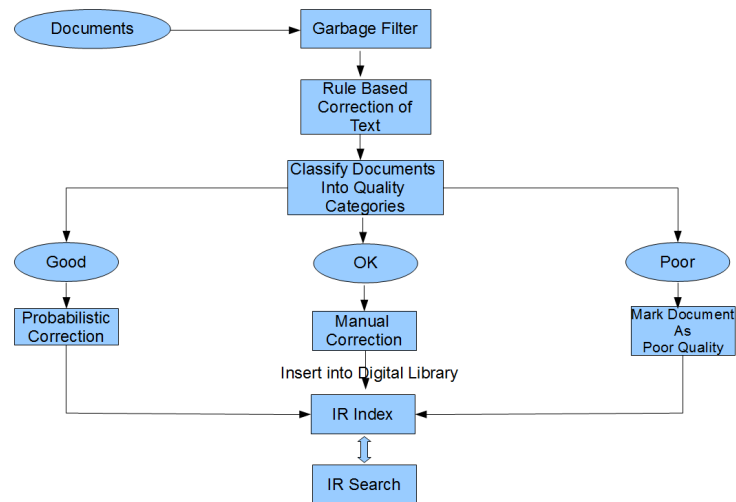 Documents
Garbage Filter
Rule Based
Correction of
Text
Classify Documents
Into Quality
Categories
Good
OK
Poor
Probabilistic
Correction
Manual
Correction
Mark Document
As
Poor Quality
Insert into Digital Library
IR Index
IR Search